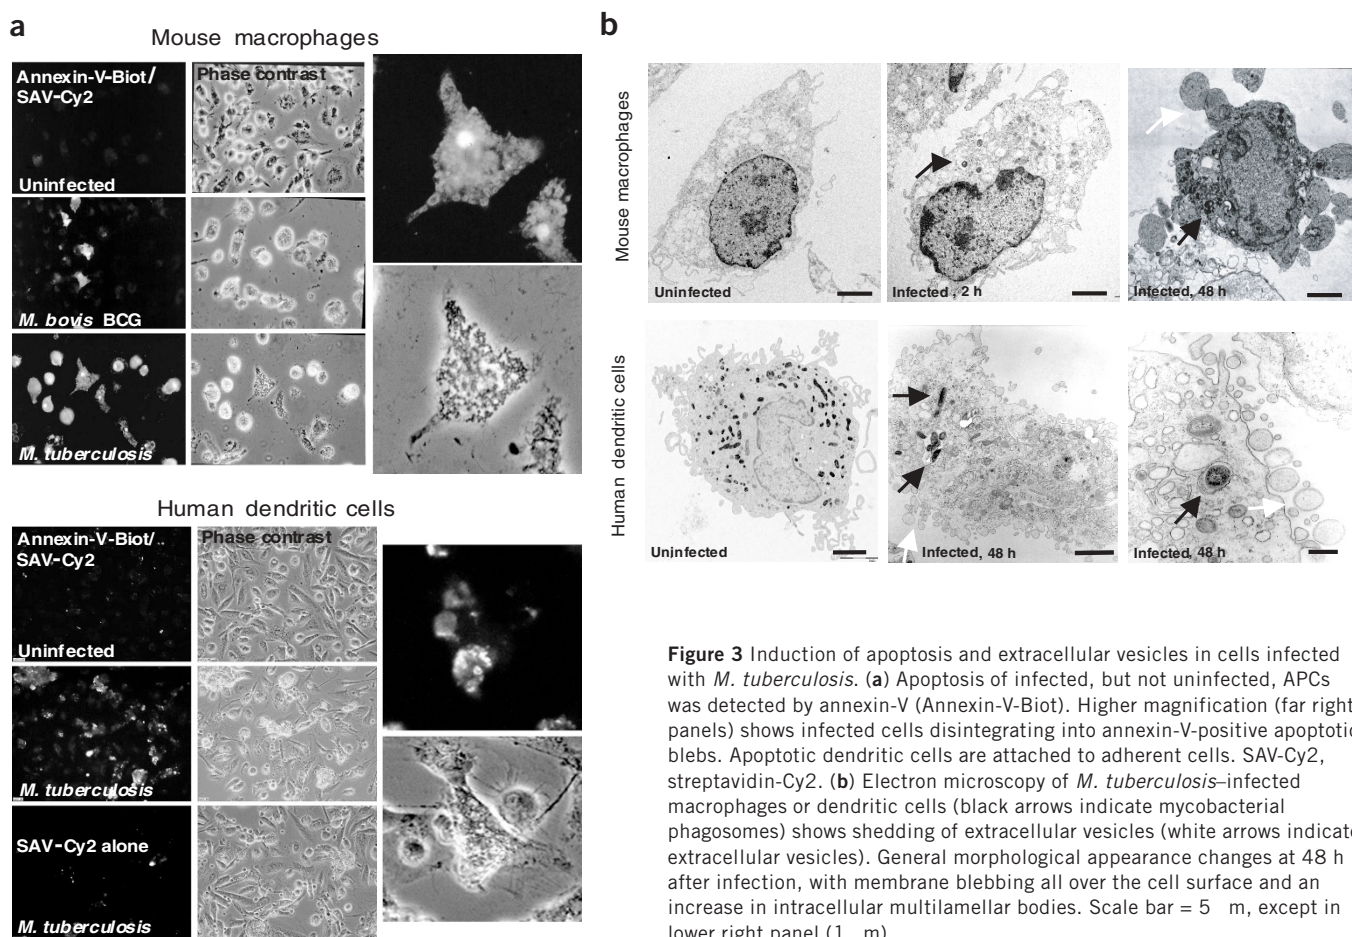 a
Mouse macrophages
Annexin-V-Biot/
SAV-Cy2
Phase contrast
Uninfected
M. bovis BCG
M. tuberculosis
Human dendritic cells
Annexin-V-Biot/
SAV-Cy2
Phase contrast
Uninfected
M. tuberculosis
SAV-Cy2 alone
M. tuberculosis
b
Mouse macrophages
Uninfected
Infected, 2 h
Infected, 48 h
Human dendritic cells
Uninfected
Infected, 48 h
Infected, 48 h
Figure 3 Induction of apoptosis and extracellular vesicles in cells infected
with M. tuberculosis. (a) Apoptosis of infected, but not uninfected, APCs
was detected by annexin-V (Annexin-V-Biot). Higher magnification (far right
panels) shows infected cells disintegrating into annexin-V-positive apoptotic
blebs. Apoptotic dendritic cells are attached to adherent cells. SAV-Cy2,
streptavidin-Cy2. (b) Electron microscopy of M. tuberculosis–infected
macrophages or dendritic cells (black arrows indicate mycobacterial
phagosomes) shows shedding of extracellular vesicles (white arrows indicate
extracellular vesicles). General morphological appearance changes at 48 h
after infection, with membrane blebbing all over the cell surface and an
increase in intracellular multilamellar bodies. Scale bar = 5 m, except in
lower right panel (1 m).